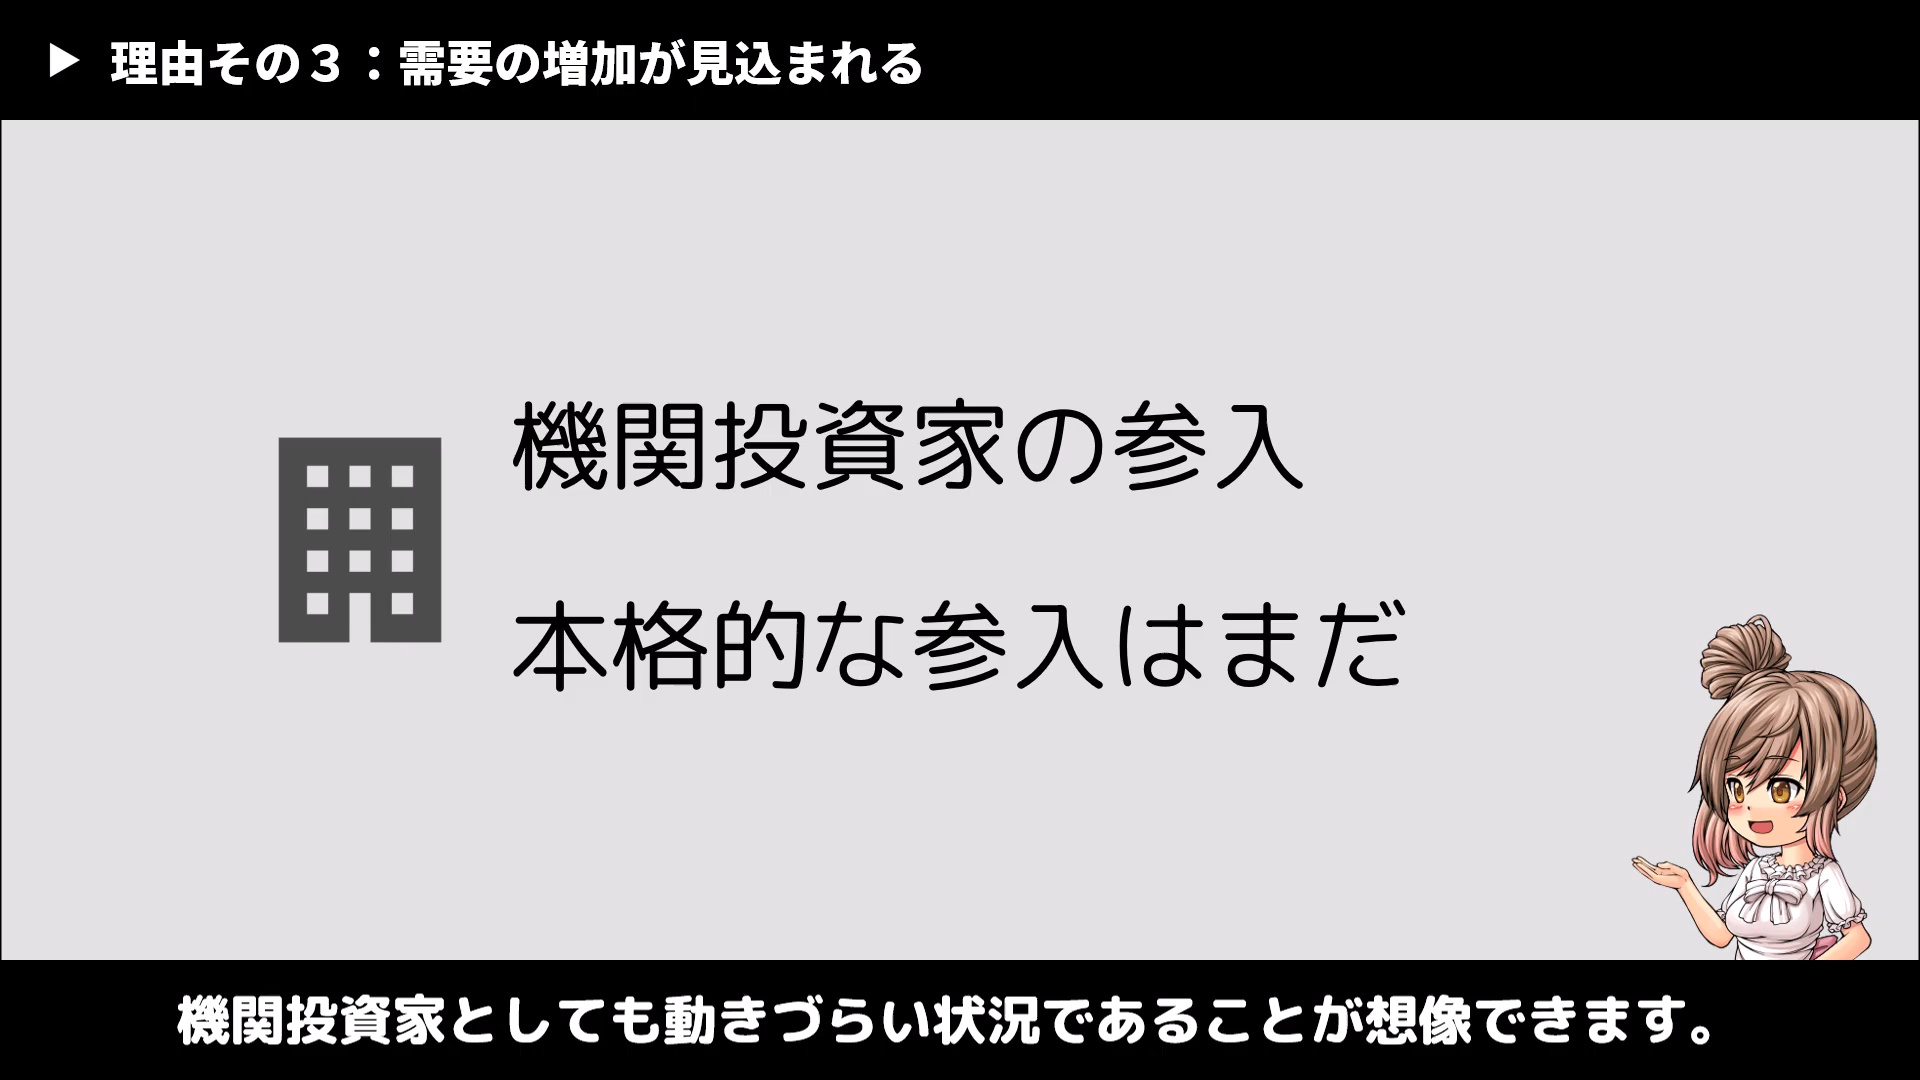 ▶ 理由その３：需要の増加が見込まれる
機関投資家の参入
本格的な参入はまだ
機関投資家としても動きづらい状況であることが想像できます。